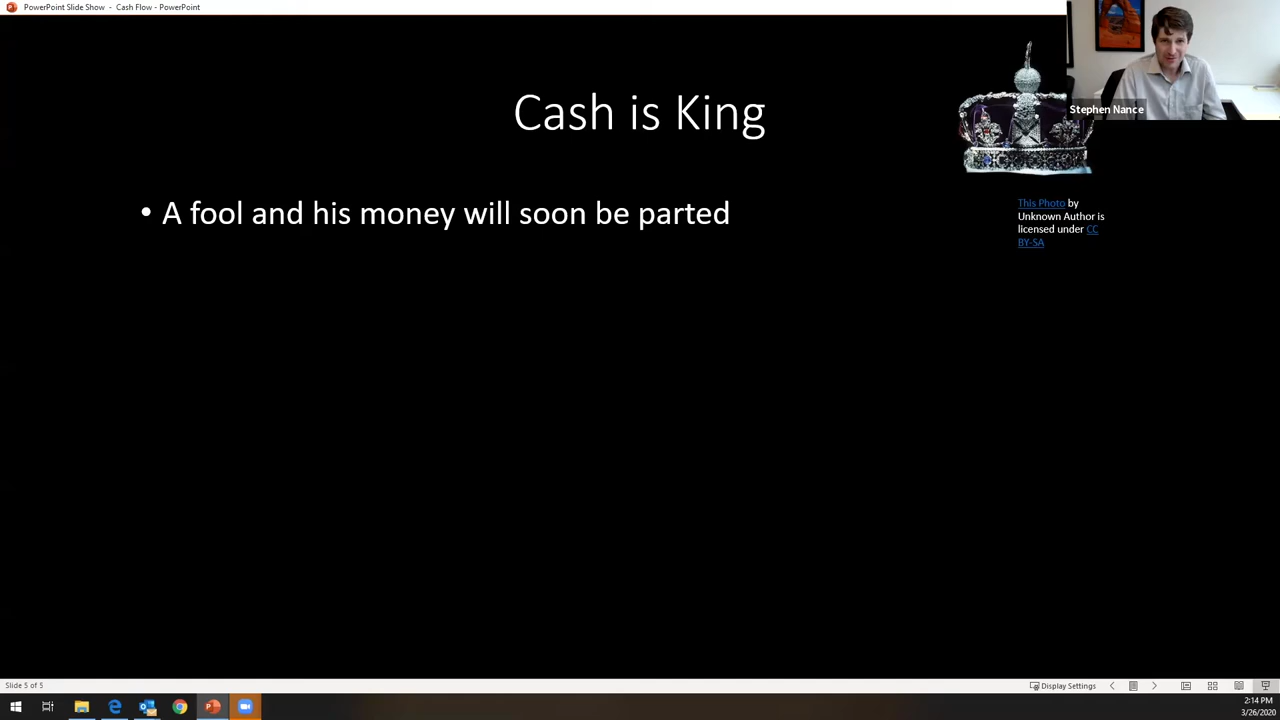 PowerPoint Slide Show - Cash Flow - PowerPoint
Stephen Nance
Cash is King
• A fool and his money will soon be parted
This Photo by
Unknown Author is
licensed under CC
BY-SA
Slide 5 of 5
Display Settings
2:14 PM
3/26/2020